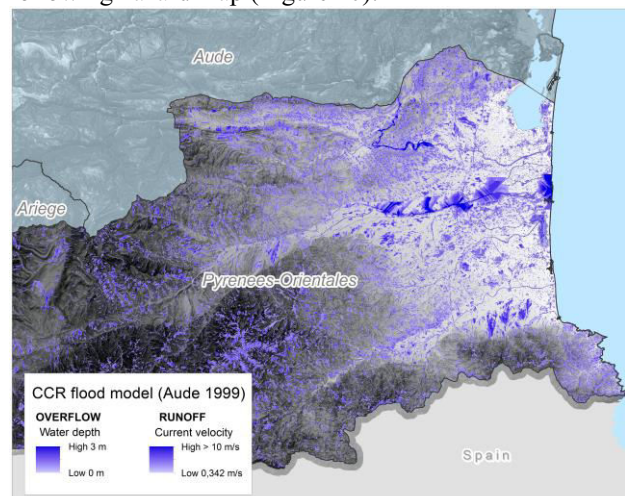 Aude
Ariege
Pyrenees-Orientales
CCR flood model (Aude 1999)
OVERFLOW
Water depth
High 3 m
Low 0 m
RUNOFF
Current velocity
High > 10 m/s
Low 0,342 m/s
Spain